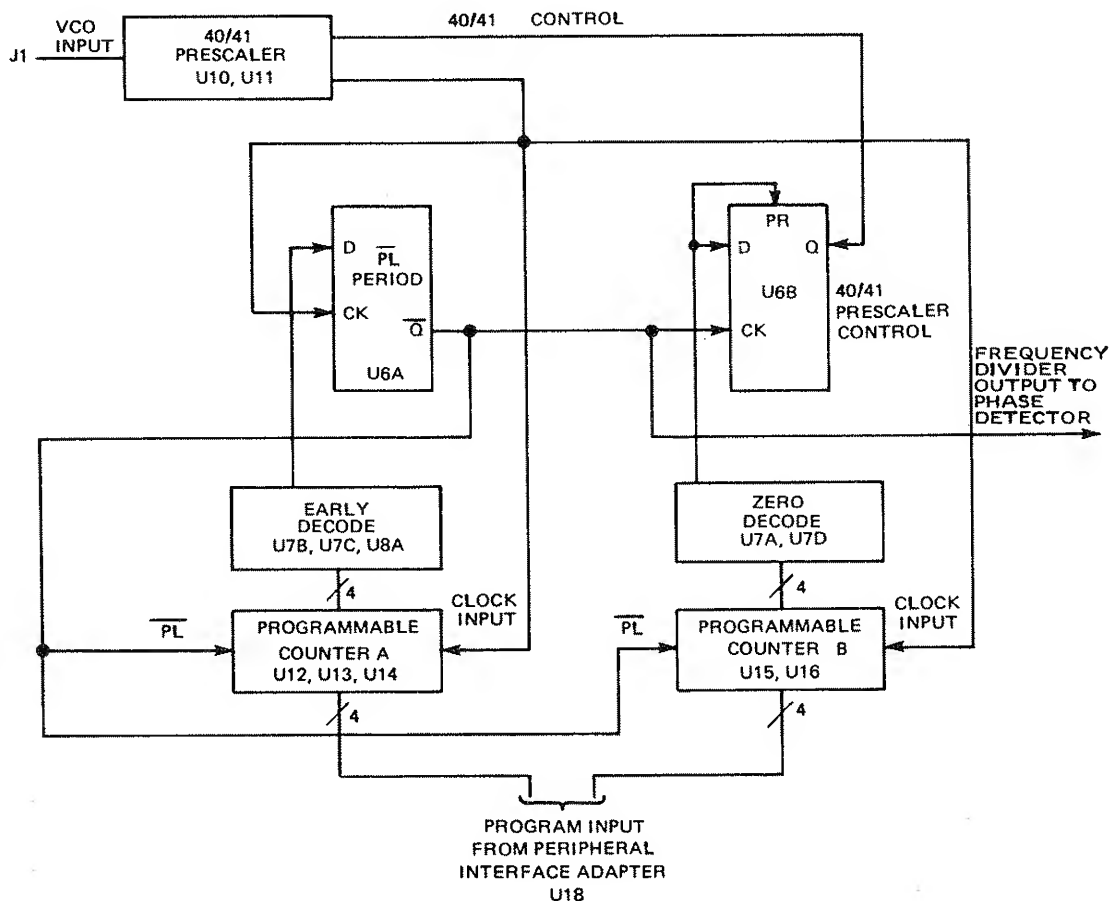 40/41 CONTROL
VCO
INPUT
J1
40/41
PRESCALER
U10, U11
D
PL
PERIOD
CK
Q
U6A
PR
D
Q
U6B
CK
40/41
PRESCALER
CONTROL
FREQUENCY
DIVIDER
OUTPUT TO
PHASE
DETECTOR
EARLY
DECODE
U7B, U7C, U8A
ZERO
DECODE
U7A, U7D
4
4
CLOCK
INPUT
CLOCK
INPUT
PL
PROGRAMMABLE
COUNTER A
U12, U13, U14
PL
PROGRAMMABLE
COUNTER B
U15, U16
4
4
PROGRAM INPUT
FROM PERIPHERAL
INTERFACE ADAPTER
U18